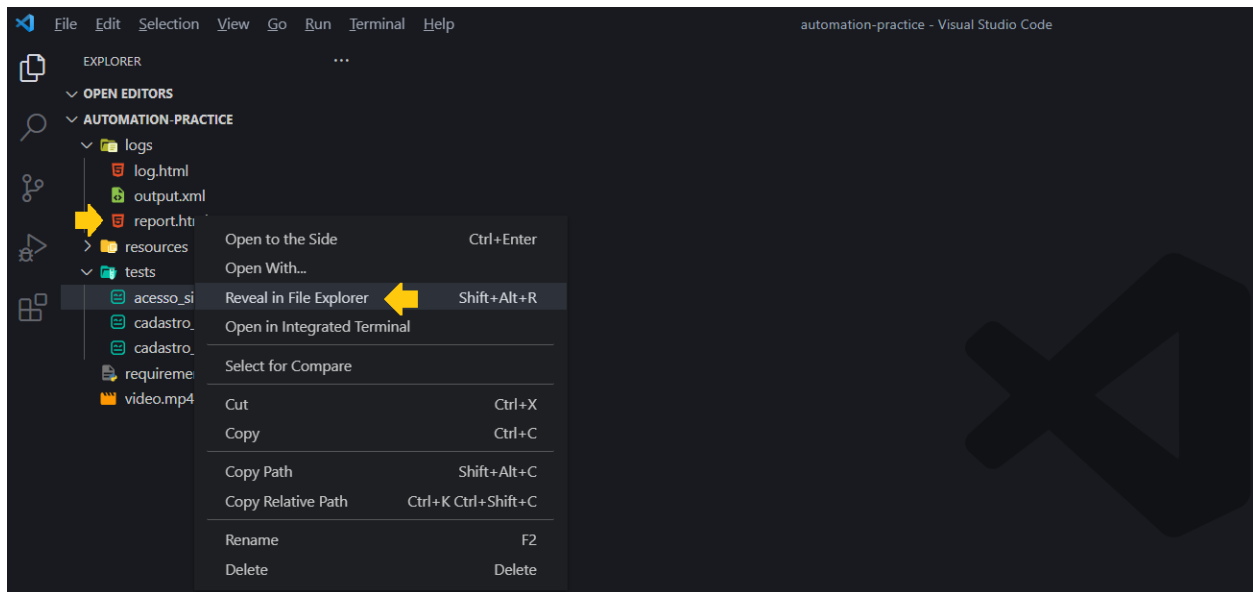 File Edit Selection View Go Run Terminal Help automation-practice - Visual Studio Code
EXPLORER ...
OPEN EDITORS
AUTOMATION-PRACTICE
logs
log.html
output.xml
report.htm
resources
tests
acesso_si
cadastro_
cadastro_
requireme
video.mp4
Open to the Side Ctrl+Enter
Open With...
Reveal in File Explorer Shift+Alt+R
Open in Integrated Terminal
Select for Compare
Cut Ctrl+X
Copy Ctrl+C
Copy Path Shift+Alt+C
Copy Relative Path Ctrl+K Ctrl+Shift+C
Rename F2
Delete Delete